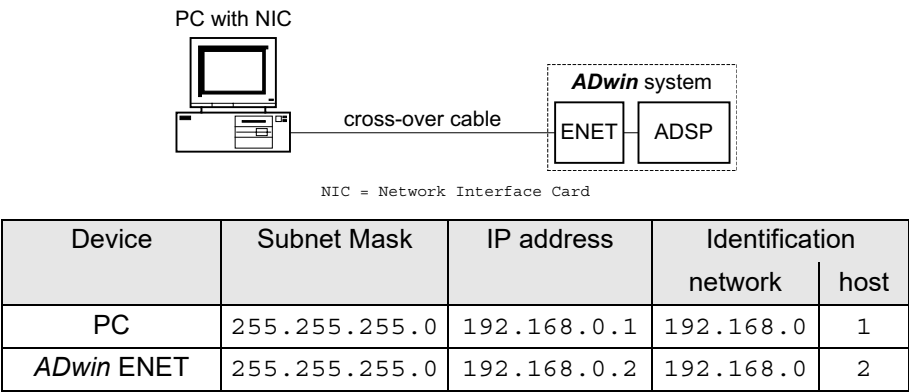 PC with NIC
ADwin system
cross-over cable
ENET
ADSP
NIC = Network Interface Card
Device Subnet Mask IP address Identification
network host
PC 255.255.255.0 192.168.0.1 192.168.0 1
ADwin ENET 255.255.255.0 192.168.0.2 192.168.0 2